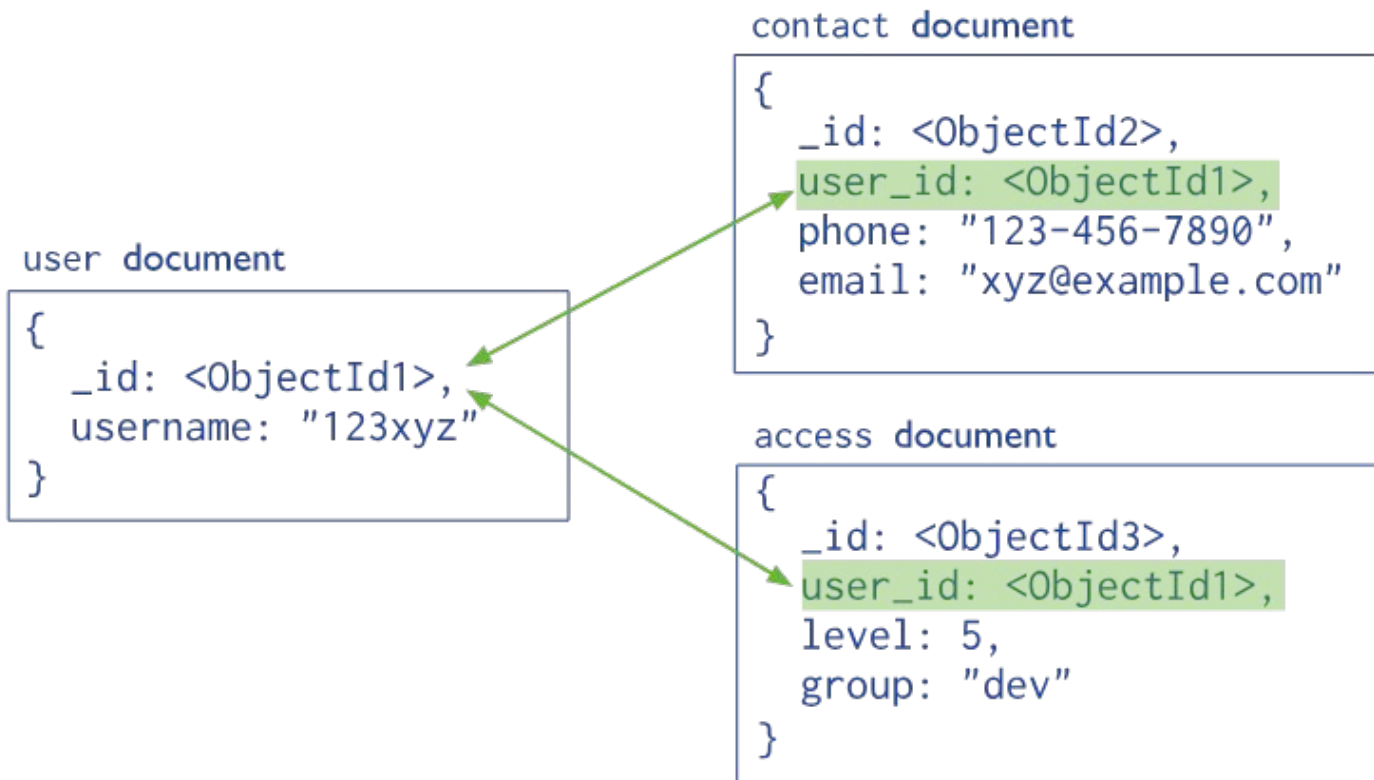 contact document
{
_id: <ObjectId2>,
user_id: <ObjectId1>,
phone: "123-456-7890",
email: "xyz@example.com"
}
user document
{
_id: <ObjectId1>,
username: "123xyz"
}
access document
{
_id: <ObjectId3>,
user_id: <ObjectId1>,
level: 5,
group: "dev"
}